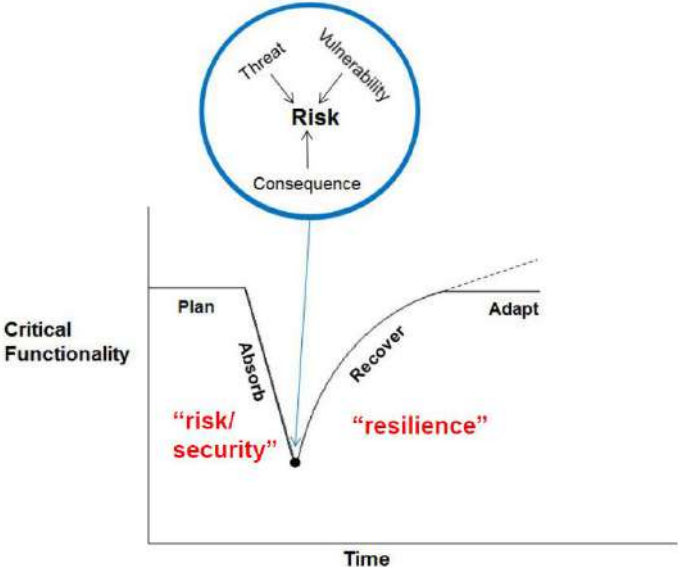 Threat
Vulnerability
Risk
Consequence
Plan
Adapt
Critical
Functionality
Absorb
Recover
“risk/
security”
“resilience”
Time